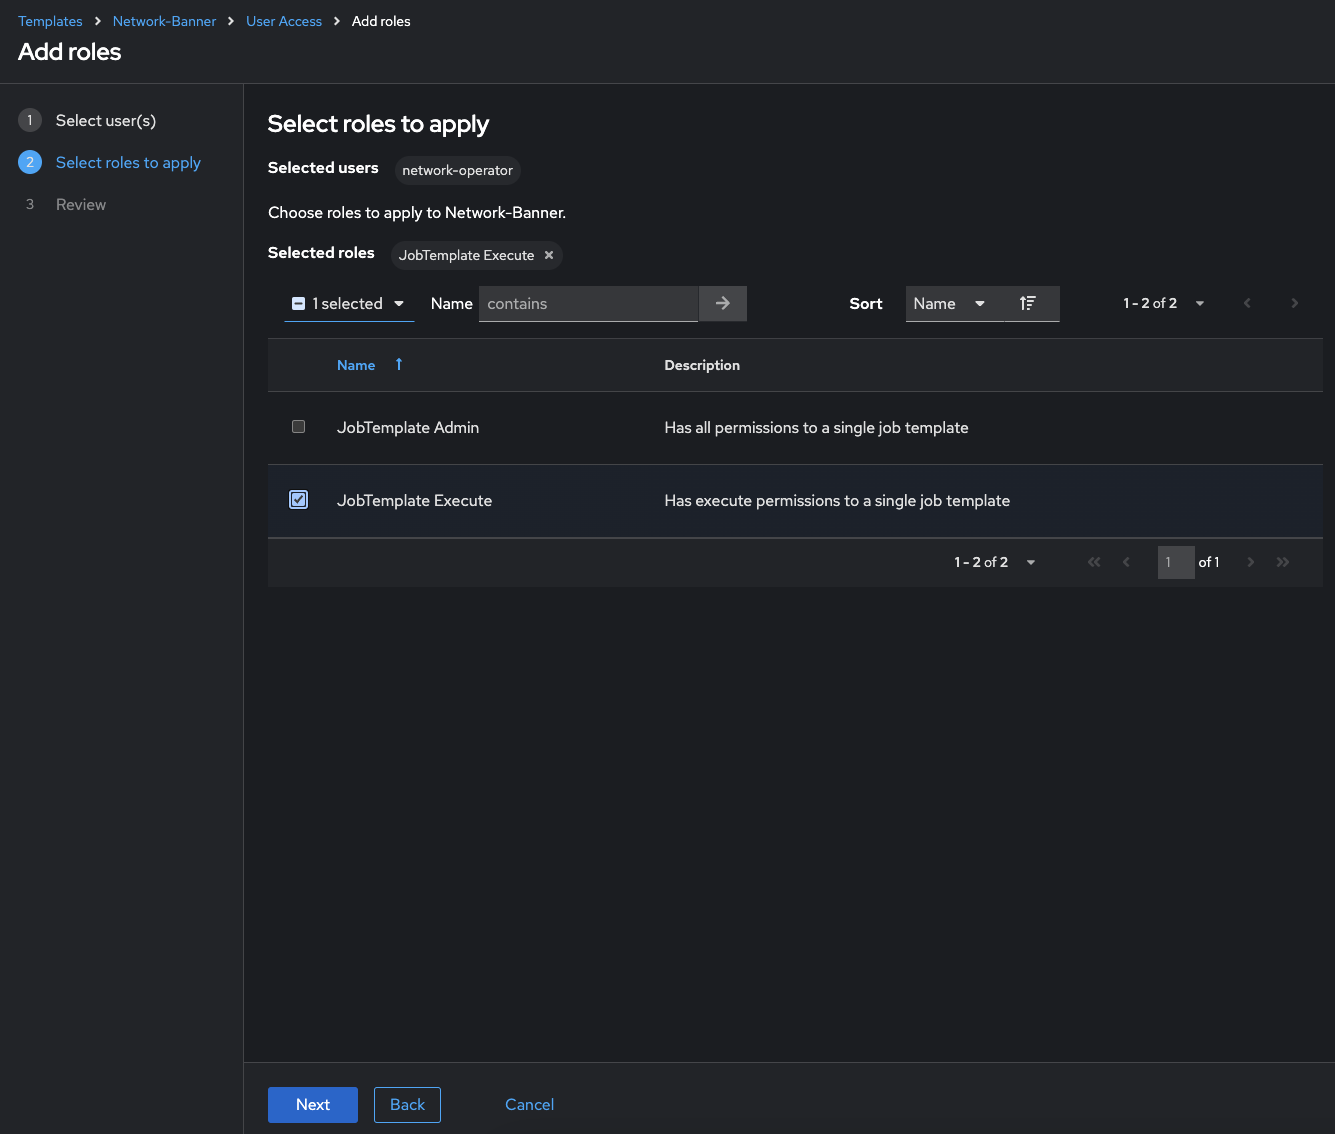 Templates > Network-Banner > User Access > Add roles
Add roles
1 Select user(s)
2 Select roles to apply
3 Review
Select roles to apply
Selected users network-operator
Choose roles to apply to Network-Banner.
Selected roles JobTemplate Execute ×
1 selected Name contains Sort Name 1 - 2 of 2
Name Description
JobTemplate Admin Has all permissions to a single job template
JobTemplate Execute Has execute permissions to a single job template
1 - 2 of 2 1 of 1
Next Back Cancel